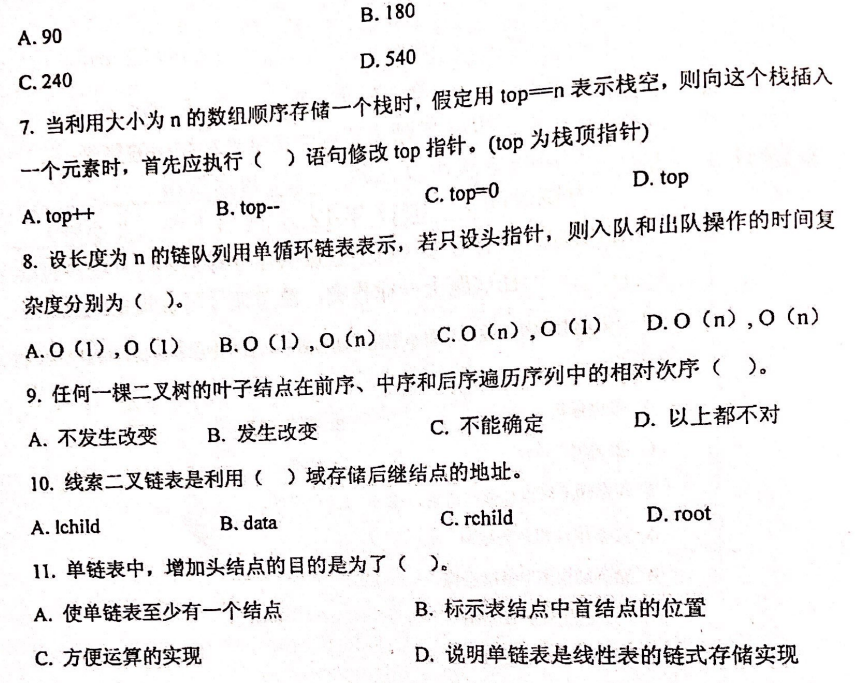 A. 90 B. 180
C. 240 D. 540
7. 当利用大小为 n 的数组顺序存储一个栈时，假定用 top==n 表示栈空，则向这个栈插入
一个元素时，首先应执行（ ）语句修改 top 指针。(top 为栈顶指针)
A. top++ B. top-- C. top=0 D. top
8. 设长度为 n 的链队列用单循环链表表示，若只设头指针，则入队和出队操作的时间复
杂度分别为（ ）。
A. O（1）,O（1） B. O（1）,O（n） C. O（n）,O（1） D. O（n）,O（n）
9. 任何一棵二叉树的叶子结点在前序、中序和后序遍历序列中的相对次序（ ）。
A. 不发生改变 B. 发生改变 C. 不能确定 D. 以上都不对
10. 线索二叉链表是利用（ ）域存储后继结点的地址。
A. lchild B. data C. rchild D. root
11. 单链表中，增加头结点的目的是为了（ ）。
A. 使单链表至少有一个结点 B. 标示表结点中首结点的位置
C. 方便运算的实现 D. 说明单链表是线性表的链式存储实现